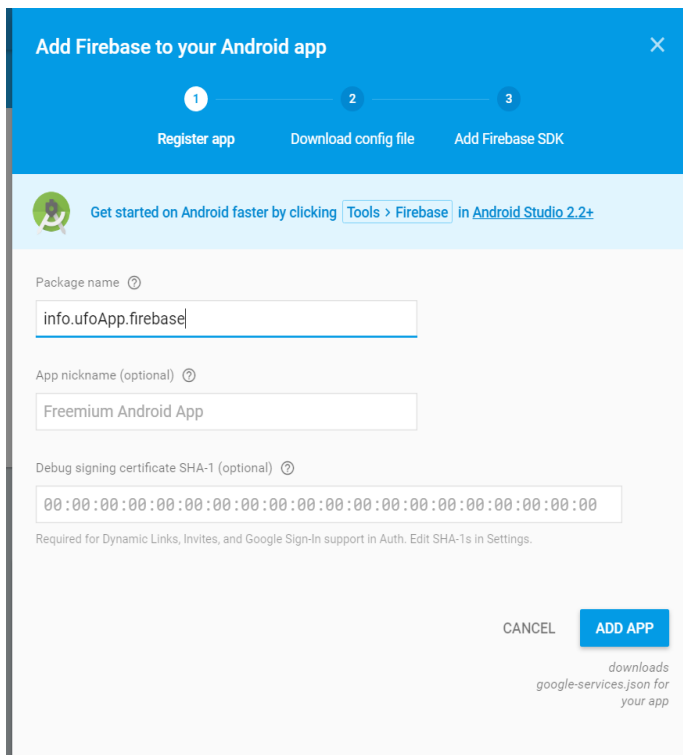 Add Firebase to your Android app
1
2
3
Register app
Download config file
Add Firebase SDK
Get started on Android faster by clicking Tools > Firebase in Android Studio 2.2+
Package name ?
info.ufoApp.firebase
App nickname (optional) ?
Freemium Android App
Debug signing certificate SHA-1 (optional) ?
00:00:00:00:00:00:00:00:00:00:00:00:00:00:00:00:00:00:00:00
Required for Dynamic Links, Invites, and Google Sign-In support in Auth. Edit SHA-1s in Settings.
CANCEL
ADD APP
downloads
google-services.json for
your app